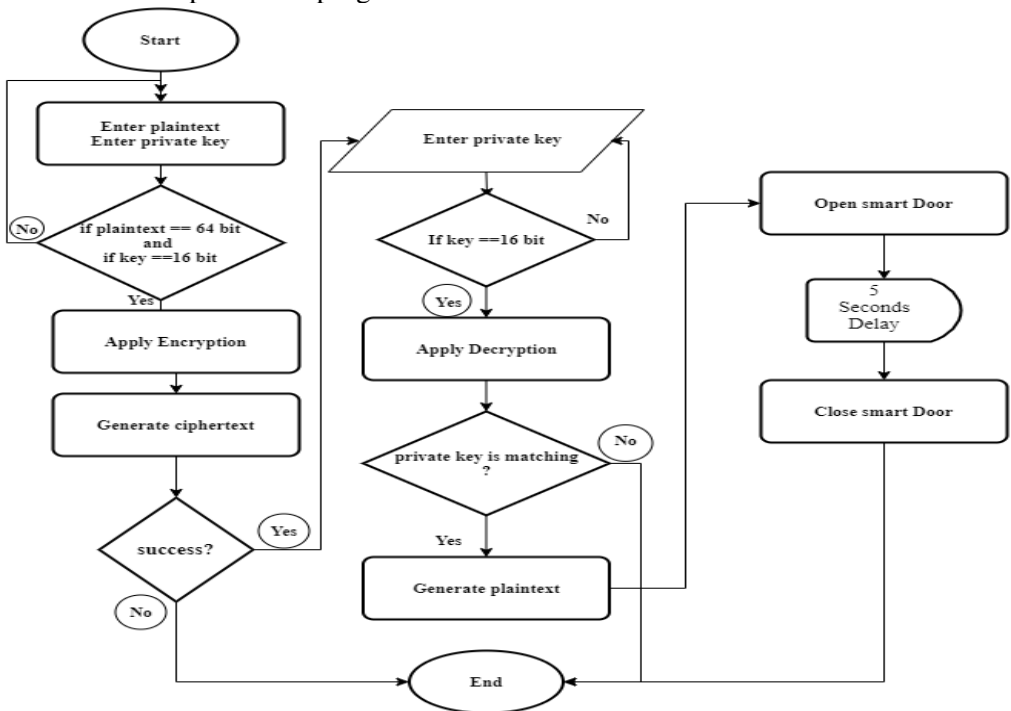 Start
Enter plaintext
Enter private key
if plaintext == 64 bit
and
if key ==16 bit
No
Yes
Apply Encryption
Generate ciphertext
success?
Yes
No
Enter private key
If key ==16 bit
No
Yes
Apply Decryption
private key is matching
?
No
Yes
Generate plaintext
Open smart Door
5
Seconds
Delay
Close smart Door
End